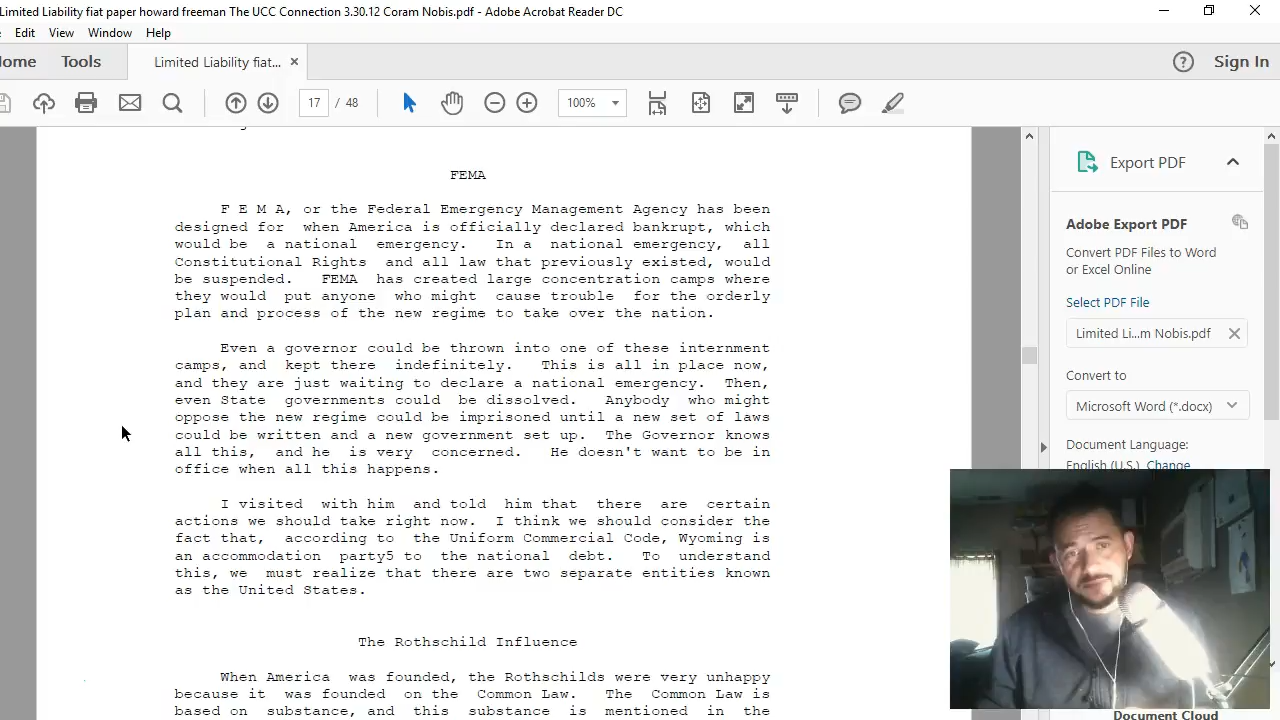 Limited Liability fiat paper howard freeman The UCC Connection 3.30.12 Coram Nobis.pdf - Adobe Acrobat Reader DC
Edit View Window Help
Home Tools Limited Liability fiat... Sign In
17 / 48 100%
FEMA
F E M A, or the Federal Emergency Management Agency has been
designed for when America is officially declared bankrupt, which
would be a national emergency. In a national emergency, all
Constitutional Rights and all law that previously existed, would
be suspended. FEMA has created large concentration camps where
they would put anyone who might cause trouble for the orderly
plan and process of the new regime to take over the nation.
Even a governor could be thrown into one of these internment
camps, and kept there indefinitely. This is all in place now,
and they are just waiting to declare a national emergency. Then,
even State governments could be dissolved. Anybody who might
oppose the new regime could be imprisoned until a new set of laws
could be written and a new government set up. The Governor knows
all this, and he is very concerned. He doesn't want to be in
office when all this happens.
I visited with him and told him that there are certain
actions we should take right now. I think we should consider the
fact that, according to the Uniform Commercial Code, Wyoming is
an accommodation party5 to the national debt. To understand
this, we must realize that there are two separate entities known
as the United States.
The Rothschild Influence
When America was founded, the Rothschilds were very unhappy
because it was founded on the Common Law. The Common Law is
based on substance, and this substance is mentioned in the
Export PDF
Adobe Export PDF
Convert PDF Files to Word
or Excel Online
Select PDF File
Limited Li...m Nobis.pdf
Convert to
Microsoft Word (*.docx)
Document Language:
English (U.S.) Change
Document Cloud